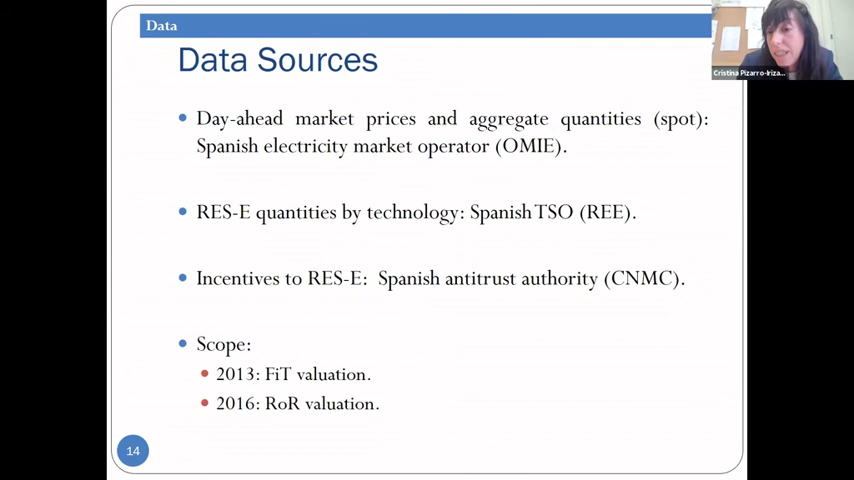 Data
Data Sources
Cristina Pizarro-Iriza...
• Day-ahead market prices and aggregate quantities (spot):
Spanish electricity market operator (OMIE).
• RES-E quantities by technology: Spanish TSO (REE).
• Incentives to RES-E: Spanish antitrust authority (CNMC).
• Scope:
• 2013: FiT valuation.
• 2016: RoR valuation.
14